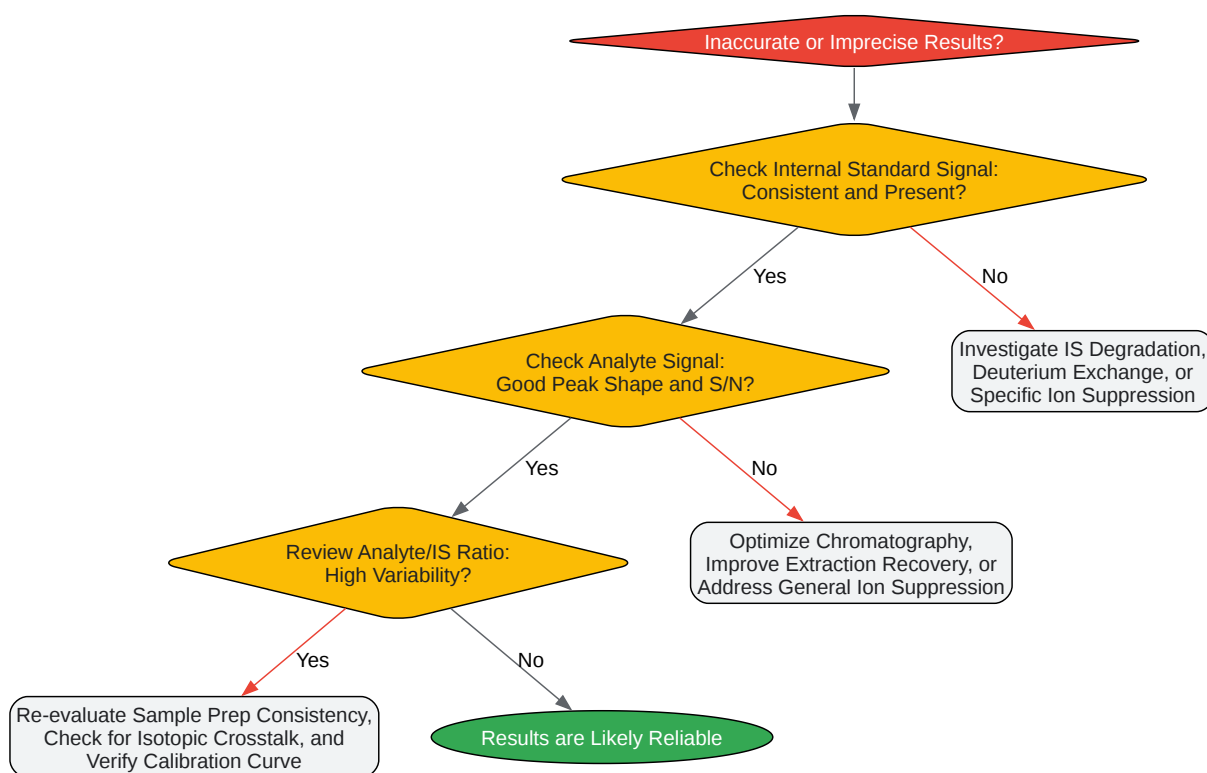 Inaccurate or Imprecise Results?
Check Internal Standard Signal:
Consistent and Present?
Yes
No
Check Analyte Signal:
Good Peak Shape and S/N?
Investigate IS Degradation,
Deuterium Exchange, or
Specific Ion Suppression
Yes
No
Review Analyte/IS Ratio:
High Variability?
Optimize Chromatography,
Improve Extraction Recovery, or
Address General Ion Suppression
Yes
No
Re-evaluate Sample Prep Consistency,
Check for Isotopic Crosstalk, and
Verify Calibration Curve
Results are Likely Reliable